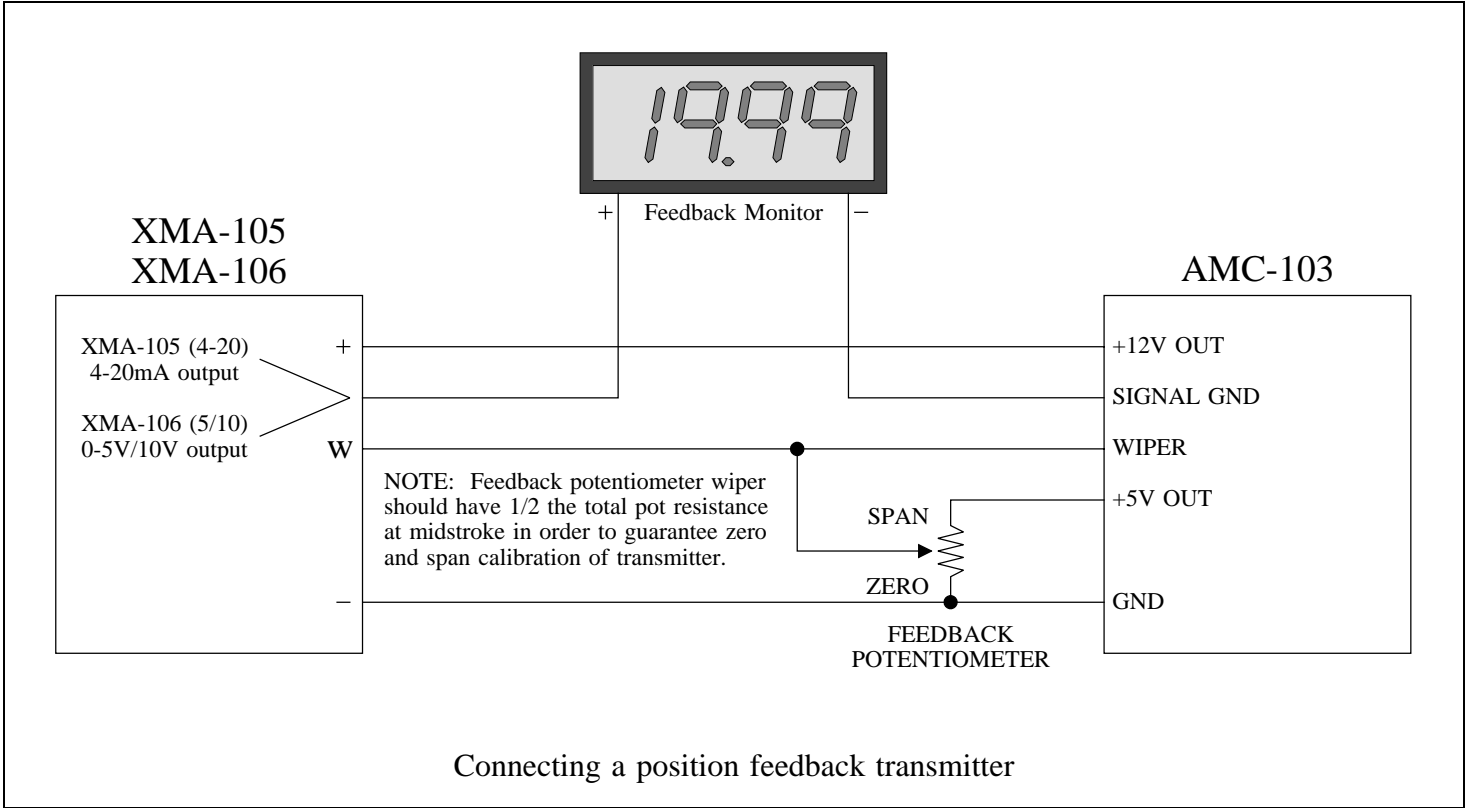 19.99
+ Feedback Monitor −
XMA-105
XMA-106
AMC-103
XMA-105 (4-20)
4-20mA output
XMA-106 (5/10)
0-5V/10V output
+
W
−
+12V OUT
SIGNAL GND
WIPER
+5V OUT
GND
NOTE: Feedback potentiometer wiper
should have 1/2 the total pot resistance
at midstroke in order to guarantee zero
and span calibration of transmitter.
SPAN
ZERO
FEEDBACK
POTENTIOMETER
Connecting a position feedback transmitter